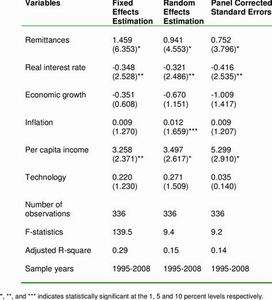 Variables Fixed Effects Estimation Random Effects Estimation Panel Corrected Standard Errors
Remittances 1.459 0.941 0.752
(6.353)* (4.553)* (3.796)*
Real interest rate -0.348 -0.321 -0.416
(2.528)** (2.486)** (2.535)**
Economic growth -0.351 -0.670 -1.009
(0.608) (1.151) (1.417)
Inflation 0.009 0.012 0.009
(1.270) (1.659)*** (1.207)
Per capita income 3.258 3.497 5.299
(2.371)** (2.617)* (2.910)*
Technology 0.220 0.271 0.035
(1.230) (1.509) (0.140)
Number of
observations 336 336 336
F-statistics 139.5 9.4 9.2
Adjusted R-square 0.29 0.15 0.14
Sample years 1995-2008 1995-2008 1995-2008
*, **, and *** indicates statistically significant at the 1, 5 and 10 percent levels respectively.